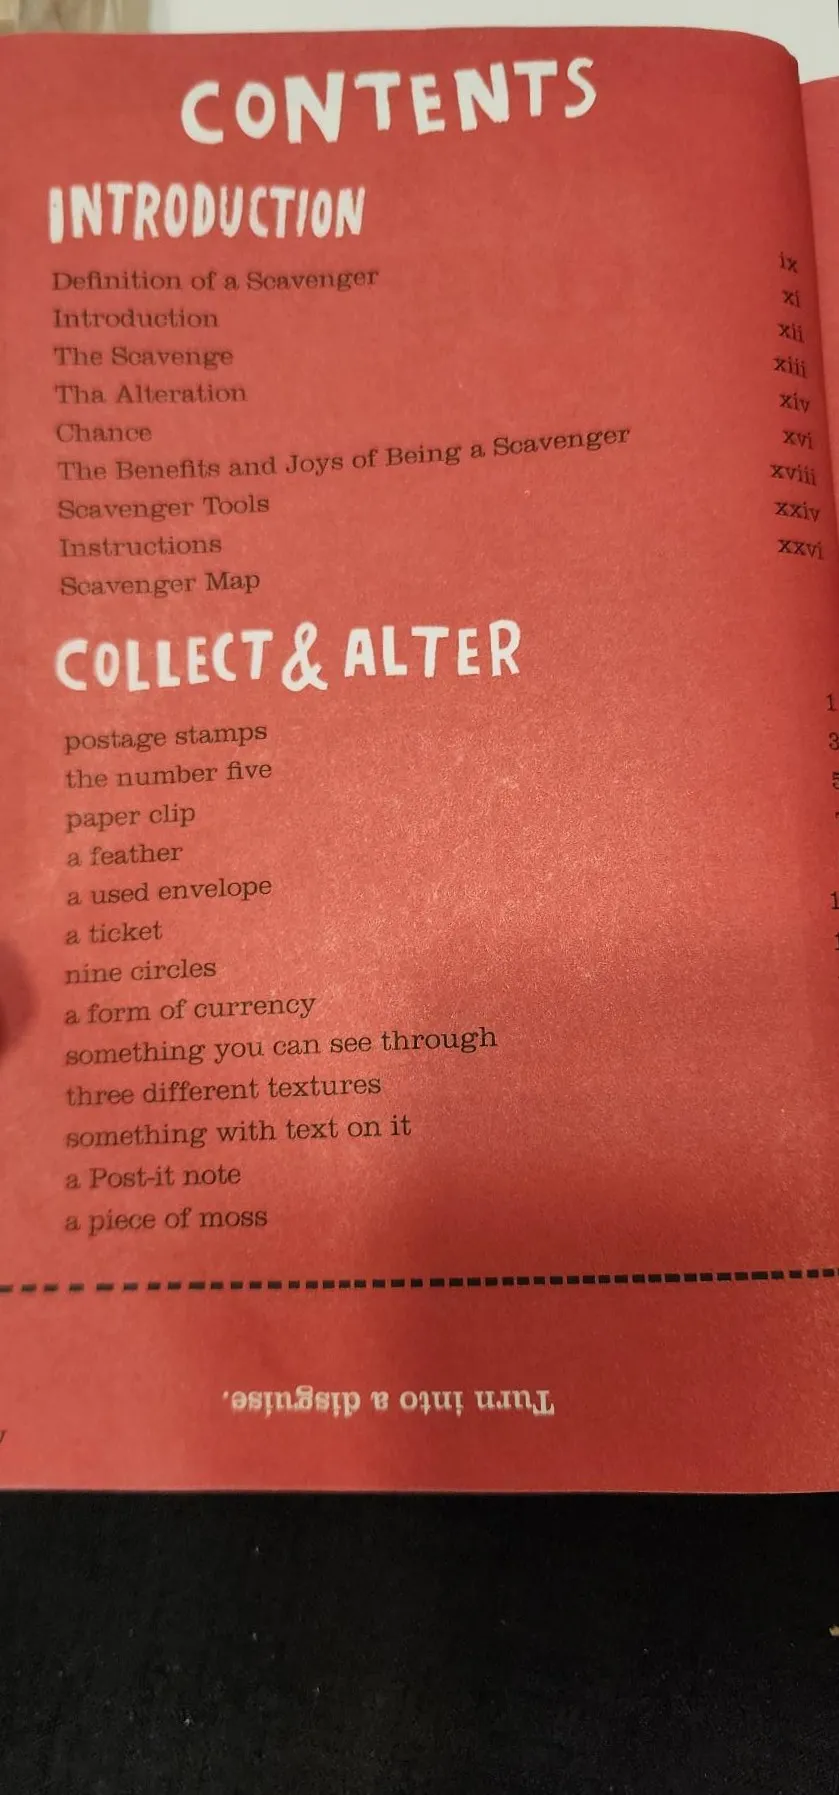 CONTENTS
INTRODUCTION
Definition of a Scavenger ix
Introduction xi
The Scavenge xii
Tha Alteration xiii
Chance xiv
The Benefits and Joys of Being a Scavenger xvi
Scavenger Tools xviii
Instructions xxiv
Scavenger Map xxvi
COLLECT & ALTER
postage stamps 1
the number five 3
paper clip 5
a feather
a used envelope
a ticket
nine circles
a form of currency
something you can see through
three different textures
something with text on it
a Post-it note
a piece of moss
Turn into a disguise.